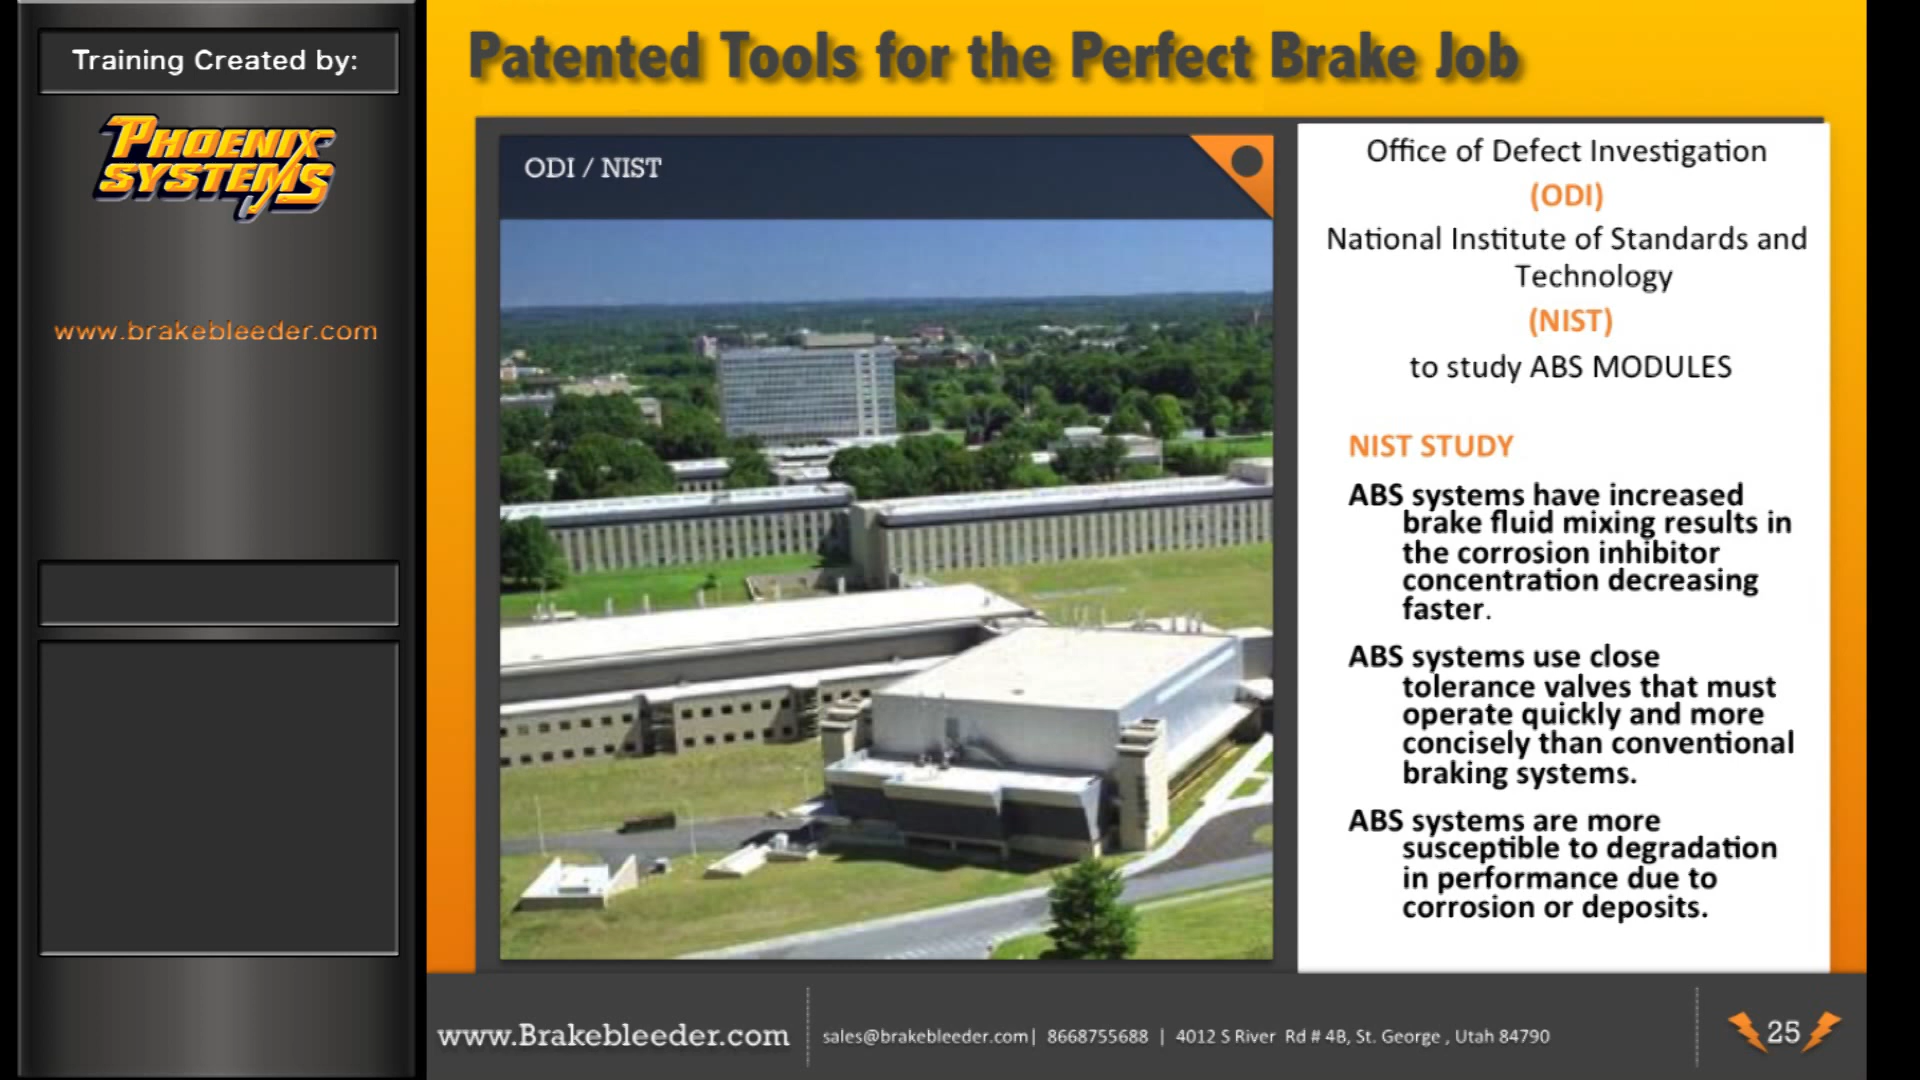 Training Created by:
PHOENIX
SYSTEMS
www.brakebleeder.com
Patented Tools for the Perfect Brake Job
ODI / NIST
Office of Defect Investigation
(ODI)
National Institute of Standards and
Technology
(NIST)
to study ABS MODULES
NIST STUDY
ABS systems have increased
brake fluid mixing results in
the corrosion inhibitor
concentration decreasing
faster.
ABS systems use close
tolerance valves that must
operate quickly and more
concisely than conventional
braking systems.
ABS systems are more
susceptible to degradation
in performance due to
corrosion or deposits.
www.Brakebleeder.com
sales@brakebleeder.com| 8668755688 | 4012 S River Rd # 4B, St. George , Utah 84790
25